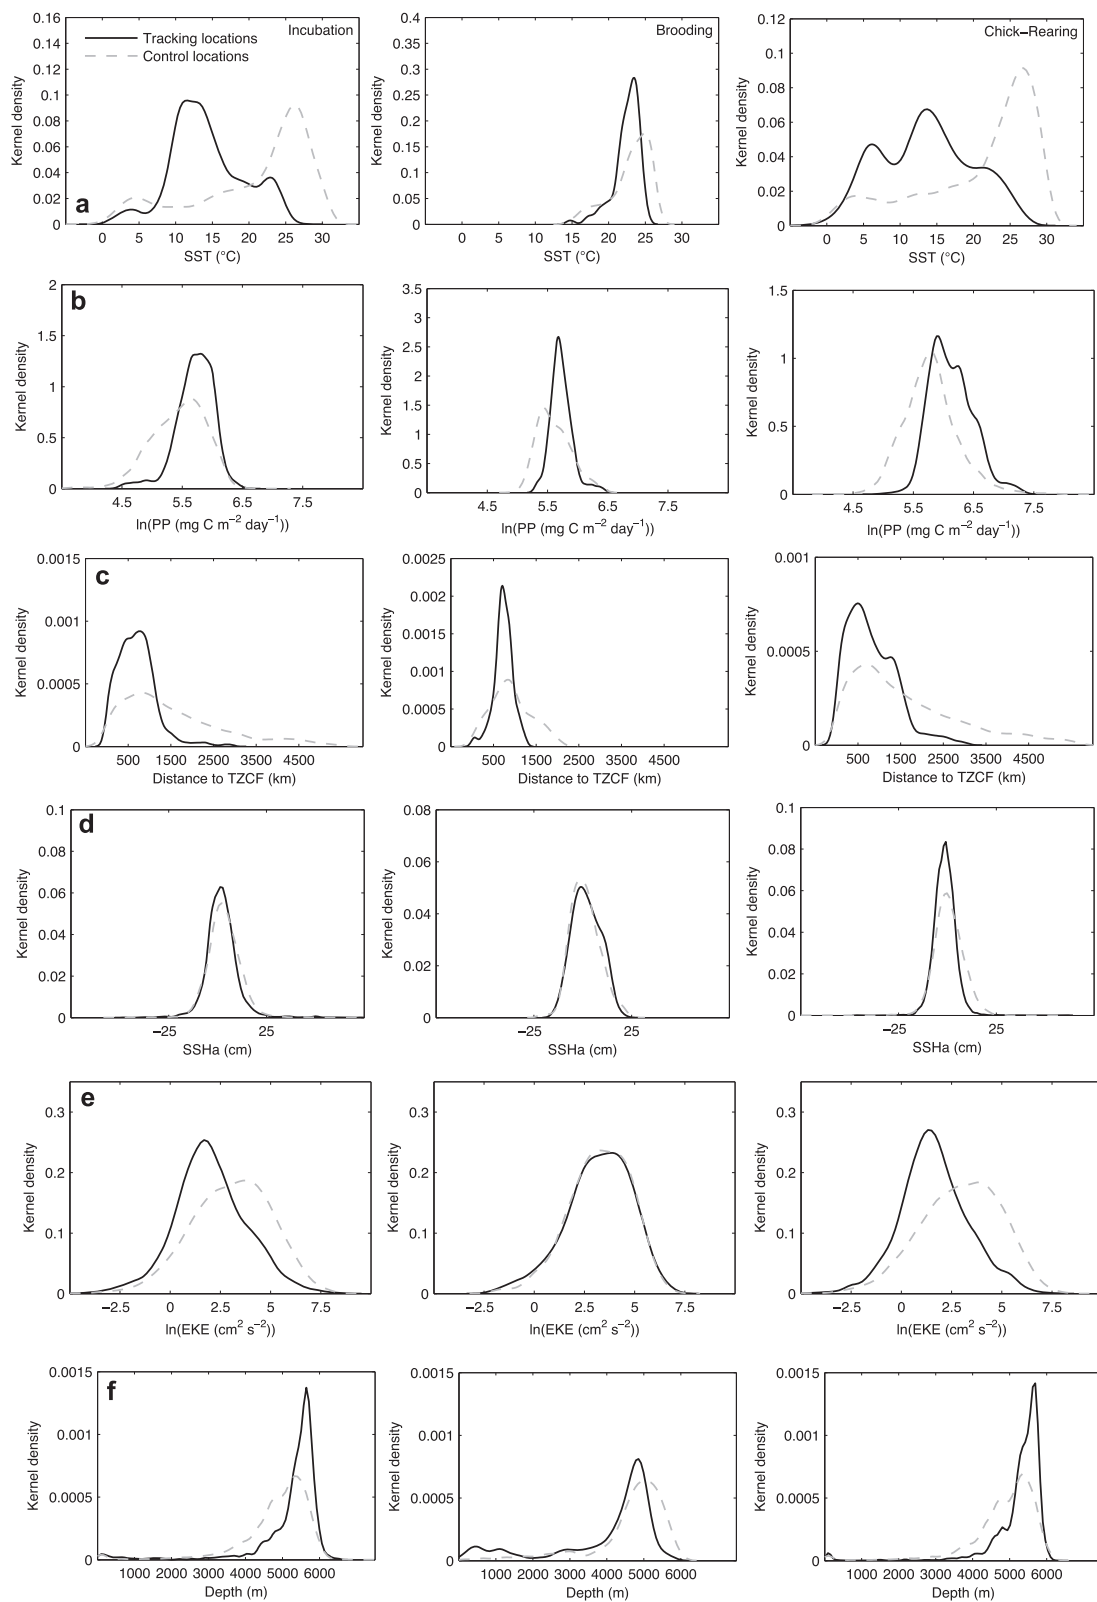 0.16
0.14
0.12
0.1
0.08
0.06
0.04
0.02
0
Kernel density
Tracking locations
Control locations
Incubation
a
0 5 10 15 20 25 30
SST (°C)
0.4
0.35
0.3
0.25
0.2
0.15
0.1
0.05
0
Kernel density
Brooding
0 5 10 15 20 25 30
SST (°C)
0.12
0.1
0.08
0.06
0.04
0.02
0
Kernel density
Chick–Rearing
0 5 10 15 20 25 30
SST (°C)
b
2
1.5
1
0.5
0
Kernel density
4.5 5.5 6.5 7.5
ln(PP (mg C m⁻² day⁻¹))
3.5
3
2.5
2
1.5
1
0.5
0
Kernel density
4.5 5.5 6.5 7.5
ln(PP (mg C m⁻² day⁻¹))
1.5
1
0.5
0
Kernel density
4.5 5.5 6.5 7.5
ln(PP (mg C m⁻² day⁻¹))
c
0.0015
0.001
0.0005
0
Kernel density
500 1500 2500 3500 4500
Distance to TZCF (km)
0.0025
0.002
0.0015
0.001
0.0005
0
Kernel density
500 1500 2500 3500 4500
Distance to TZCF (km)
0.001
0.0005
0
Kernel density
500 1500 2500 3500 4500
Distance to TZCF (km)
d
0.1
0.08
0.06
0.04
0.02
0
Kernel density
−25 25
SSHa (cm)
0.08
0.06
0.04
0.02
0
Kernel density
−25 25
SSHa (cm)
0.1
0.08
0.06
0.04
0.02
0
Kernel density
−25 25
SSHa (cm)
e
0.3
0.2
0.1
0
Kernel density
−2.5 0 2.5 5 7.5
ln(EKE (cm² s⁻²))
0.3
0.2
0.1
0
Kernel density
−2.5 0 2.5 5 7.5
ln(EKE (cm² s⁻²))
0.3
0.2
0.1
0
Kernel density
−2.5 0 2.5 5 7.5
ln(EKE (cm² s⁻²))
f
0.0015
0.001
0.0005
0
Kernel density
1000 2000 3000 4000 5000 6000
Depth (m)
0.0015
0.001
0.0005
0
Kernel density
1000 2000 3000 4000 5000 6000
Depth (m)
0.0015
0.001
0.0005
0
Kernel density
1000 2000 3000 4000 5000 6000
Depth (m)